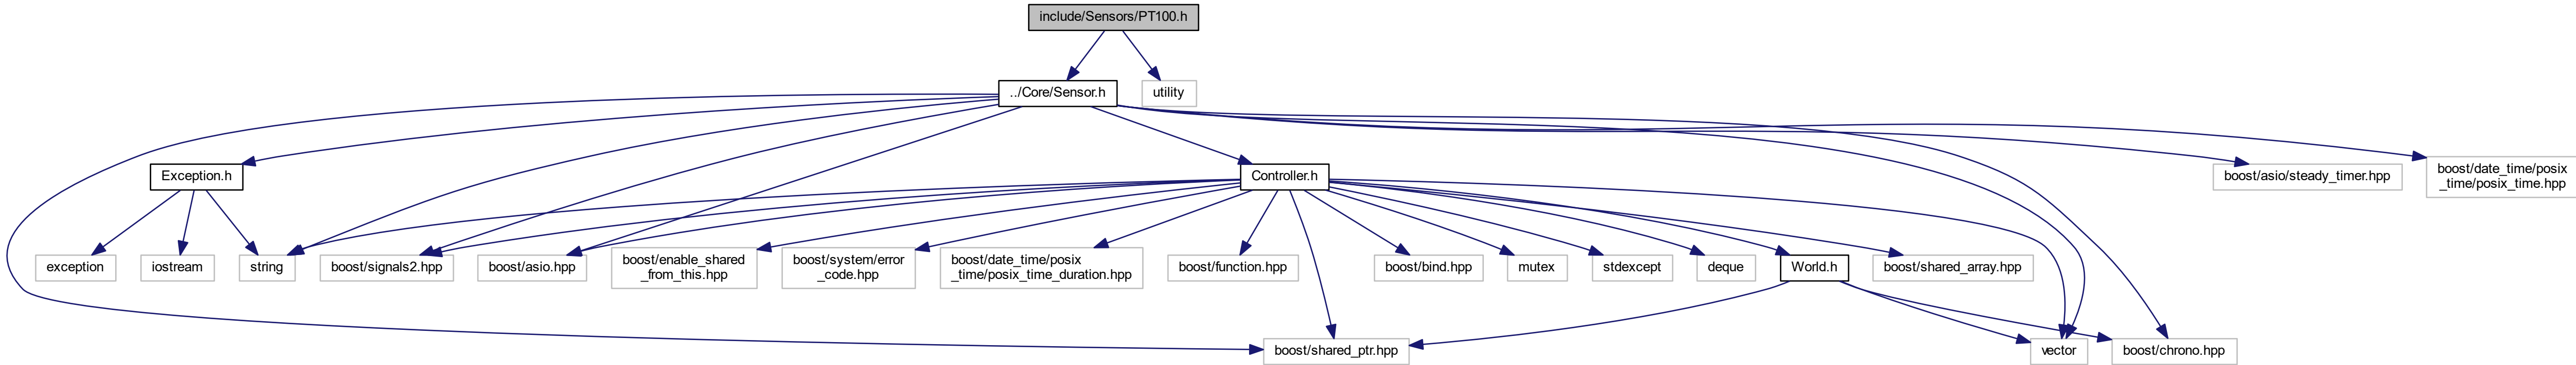 include/Sensors/PT100.h
../Core/Sensor.h
utility
Exception.h
Controller.h
boost/asio/steady_timer.hpp
boost/date_time/posix
_time/posix_time.hpp
exception
iostream
string
boost/signals2.hpp
boost/asio.hpp
boost/enable_shared
_from_this.hpp
boost/system/error
_code.hpp
boost/date_time/posix
_time/posix_time_duration.hpp
boost/function.hpp
boost/bind.hpp
mutex
stdexcept
deque
World.h
boost/shared_array.hpp
boost/shared_ptr.hpp
vector
boost/chrono.hpp